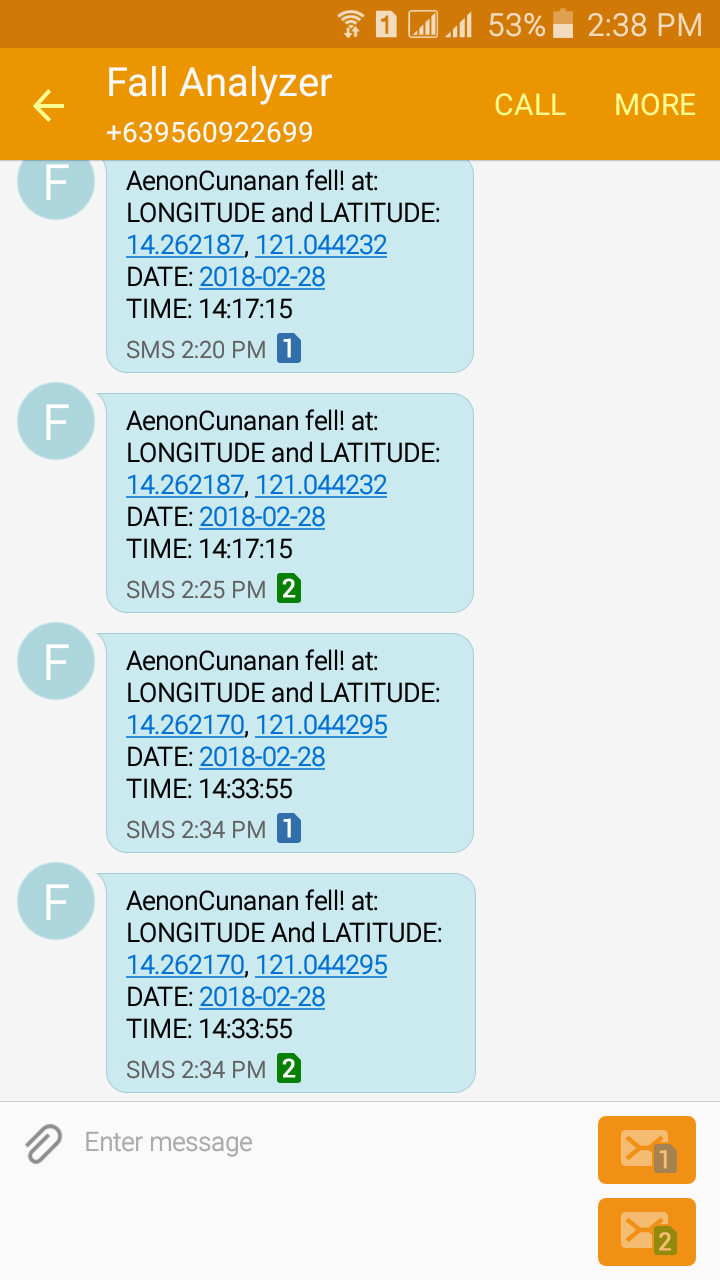 1 53% 2:38 PM
Fall Analyzer
+639560922699
CALL MORE
F
AenonCunanan fell! at:
LONGITUDE and LATITUDE:
14.262187, 121.044232
DATE: 2018-02-28
TIME: 14:17:15
SMS 2:20 PM 1
F
AenonCunanan fell! at:
LONGITUDE and LATITUDE:
14.262187, 121.044232
DATE: 2018-02-28
TIME: 14:17:15
SMS 2:25 PM 2
F
AenonCunanan fell! at:
LONGITUDE and LATITUDE:
14.262170, 121.044295
DATE: 2018-02-28
TIME: 14:33:55
SMS 2:34 PM 1
F
AenonCunanan fell! at:
LONGITUDE And LATITUDE:
14.262170, 121.044295
DATE: 2018-02-28
TIME: 14:33:55
SMS 2:34 PM 2
Enter message
1
2